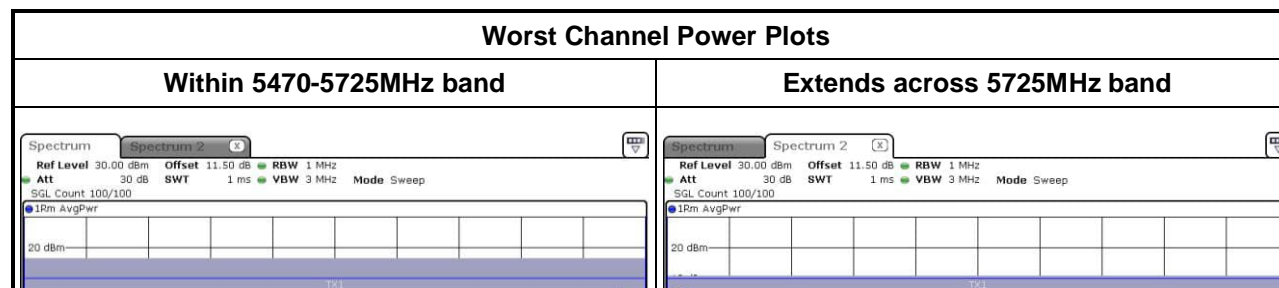 Worst Channel Power Plots
Within 5470-5725MHz band
Extends across 5725MHz band
Spectrum Spectrum 2 X
Ref Level 30.00 dBm Offset 11.50 dB RBW 1 MHz
Att 30 dB SWT 1 ms VBW 3 MHz Mode Sweep
SGL Count 100/100
1Rm AvgPwr
20 dBm
TX1
Spectrum Spectrum 2 X
Ref Level 30.00 dBm Offset 11.50 dB RBW 1 MHz
Att 30 dB SWT 1 ms VBW 3 MHz Mode Sweep
SGL Count 100/100
1Rm AvgPwr
20 dBm
TX1